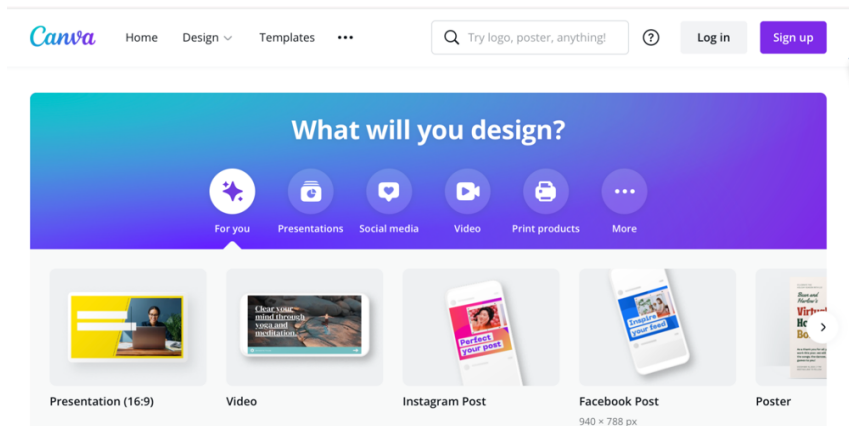 Canva
Home
Design
Templates
Try logo, poster, anything!
?
Log in
Sign up
What will you design?
For you
Presentations
Social media
Video
Print products
More
Clear your
mind through
yoga and
meditation.
Perfect
your post
Inspire
your feed
Presentation (16:9)
Video
Instagram Post
Facebook Post
940 × 788 px
Poster